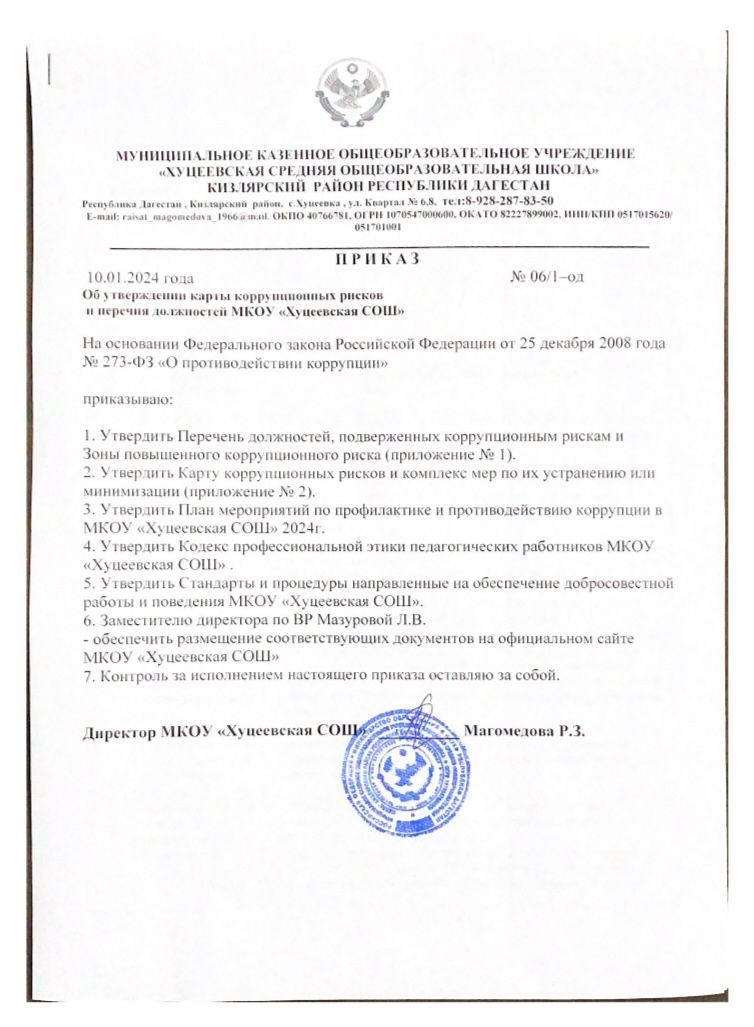 МУНИЦИПАЛЬНОЕ КАЗЕННОЕ ОБЩЕОБРАЗОВАТЕЛЬНОЕ УЧРЕЖДЕНИЕ
«ХУЦЕЕВСКАЯ СРЕДНЯЯ ОБЩЕОБРАЗОВАТЕЛЬНАЯ ШКОЛА»
КИЗЛЯРСКИЙ РАЙОН РЕСПУБЛИКИ ДАГЕСТАН
Республика Дагестан , Кизлярский район, с.Хуцеевка , ул. Квартал № 6,8, тел:8-928-287-83-50
E-mail: raisat_magomedova_1966@mail. ОКПО 40766781, ОГРН 1070547000600, ОКАТО 82227899002, ИНН/КПП 0517015620/
051701001
П Р И К А З
10.01.2024 года № 06/1–од
Об утверждении карты коррупционных рисков
и перечня должностей МКОУ «Хуцеевская СОШ»
На основании Федерального закона Российской Федерации от 25 декабря 2008 года
№ 273-ФЗ «О противодействии коррупции»
приказываю:
1. Утвердить Перечень должностей, подверженных коррупционным рискам и
Зоны повышенного коррупционного риска (приложение № 1).
2. Утвердить Карту коррупционных рисков и комплекс мер по их устранению или
минимизации (приложение № 2).
3. Утвердить План мероприятий по профилактике и противодействию коррупции в
МКОУ «Хуцеевская СОШ» 2024г.
4. Утвердить Кодекс профессиональной этики педагогических работников МКОУ
«Хуцеевская СОШ» .
5. Утвердить Стандарты и процедуры направленные на обеспечение добросовестной
работы и поведения МКОУ «Хуцеевская СОШ».
6. Заместителю директора по ВР Мазуровой Л.В.
- обеспечить размещение соответствующих документов на официальном сайте
МКОУ «Хуцеевская СОШ»
7. Контроль за исполнением настоящего приказа оставляю за собой.
Директор МКОУ «Хуцеевская СОШ» Магомедова Р.З.